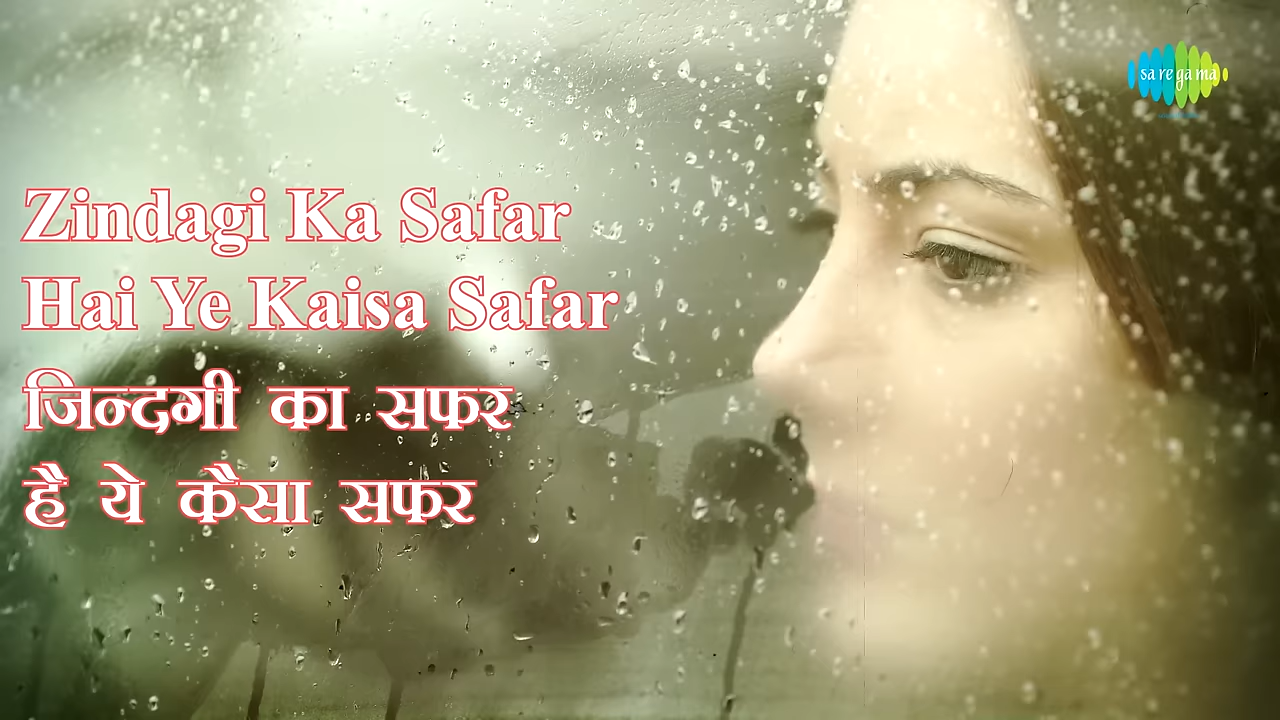 sa re ga ma
Zindagi Ka Safar
Hai Ye Kaisa Safar
जिन्दगी का सफर
है ये कैसा सफर